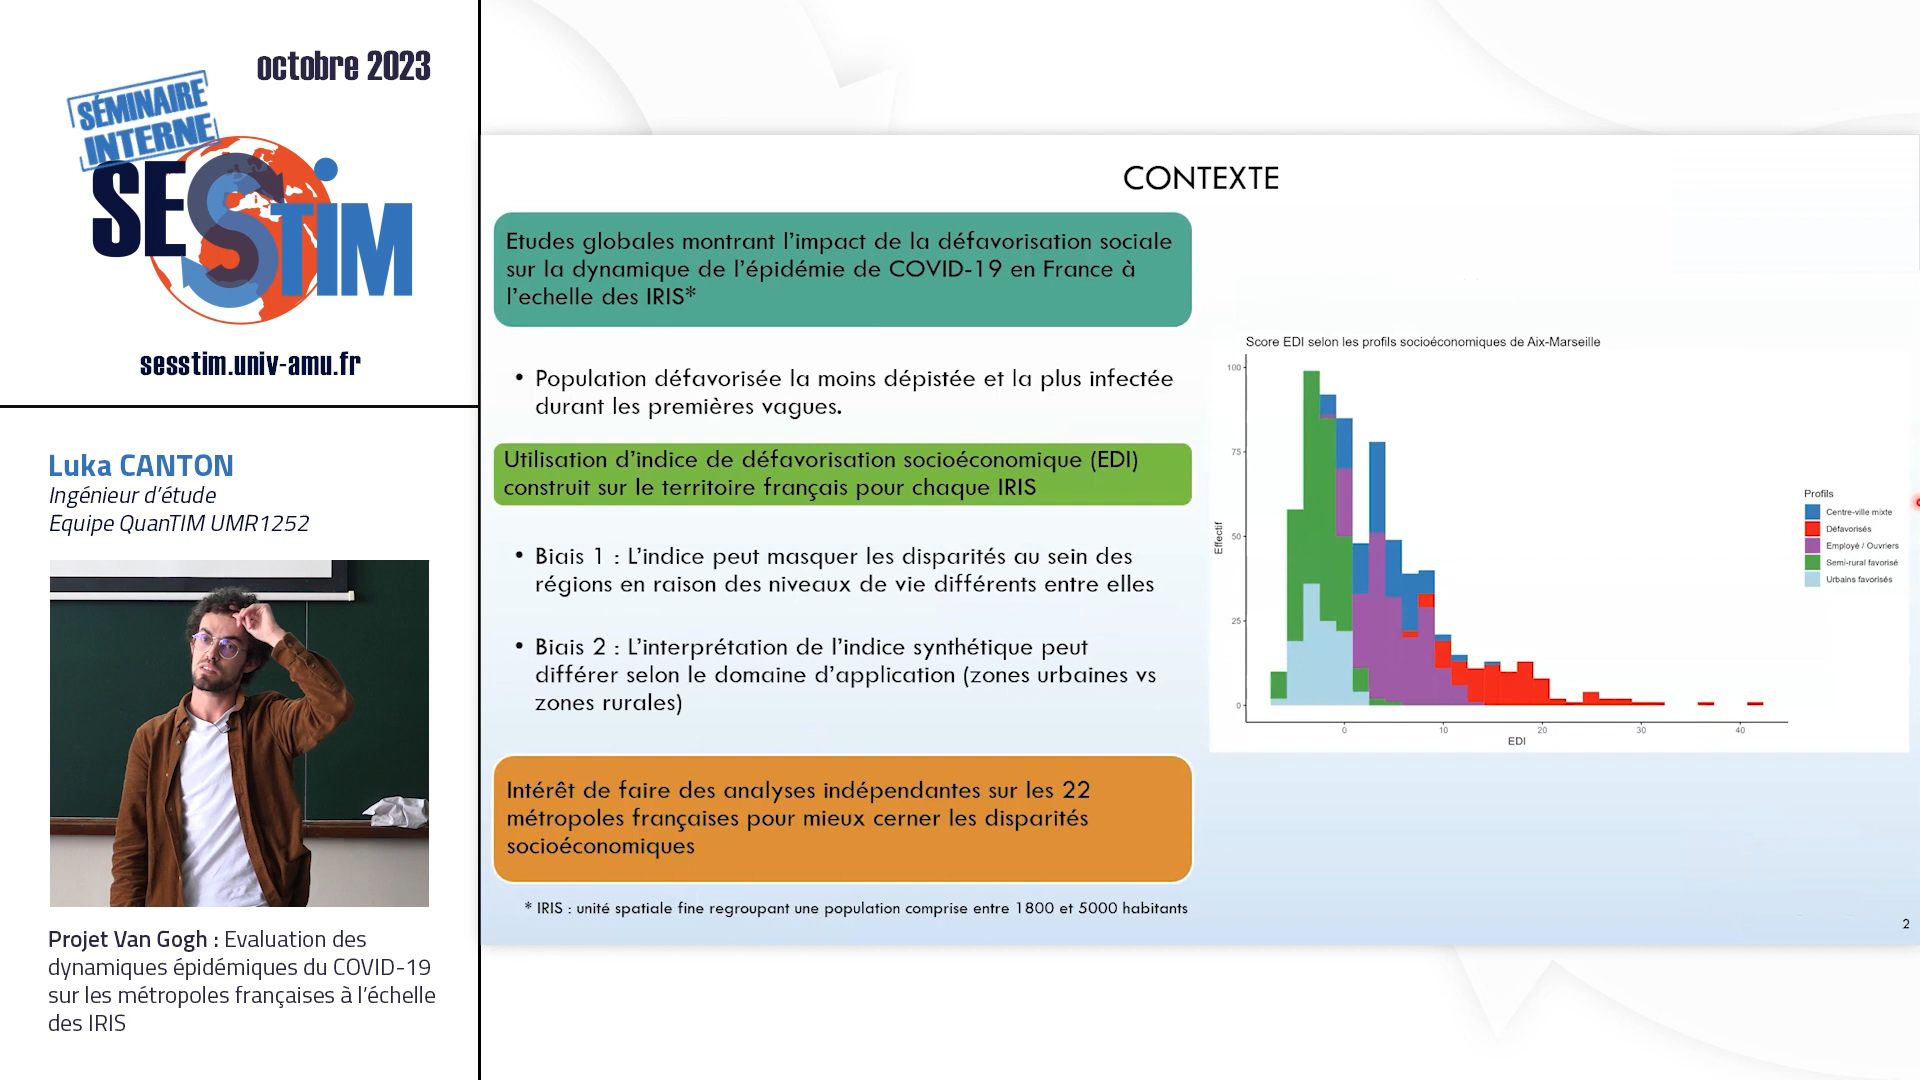 octobre 2023
SÉMINAIRE
INTERNE
SESSTIM
sesstim.univ-amu.fr
Luka CANTON
Ingénieur d'étude
Equipe QuanTIM UMR1252
Projet Van Gogh : Evaluation des
dynamiques épidémiques du COVID-19
sur les métropoles françaises à l'échelle
des IRIS
CONTEXTE
Etudes globales montrant l'impact de la défavorisation sociale
sur la dynamique de l'épidémie de COVID-19 en France à
l'echelle des IRIS*
• Population défavorisée la moins dépistée et la plus infectée
durant les premières vagues.
Utilisation d'indice de défavorisation socioéconomique (EDI)
construit sur le territoire français pour chaque IRIS
• Biais 1 : L'indice peut masquer les disparités au sein des
régions en raison des niveaux de vie différents entre elles
• Biais 2 : L'interprétation de l'indice synthétique peut
différer selon le domaine d'application (zones urbaines vs
zones rurales)
Intérêt de faire des analyses indépendantes sur les 22
métropoles françaises pour mieux cerner les disparités
socioéconomiques
* IRIS : unité spatiale fine regroupant une population comprise entre 1800 et 5000 habitants
Score EDI selon les profils socioéconomiques de Aix-Marseille
100
75
50
25
0
Effectif
0 10 20 30 40
EDI
Profils
Centre-ville mixte
Défavorisés
Employé / Ouvriers
Semi-rural favorisé
Urbains favorisés
2